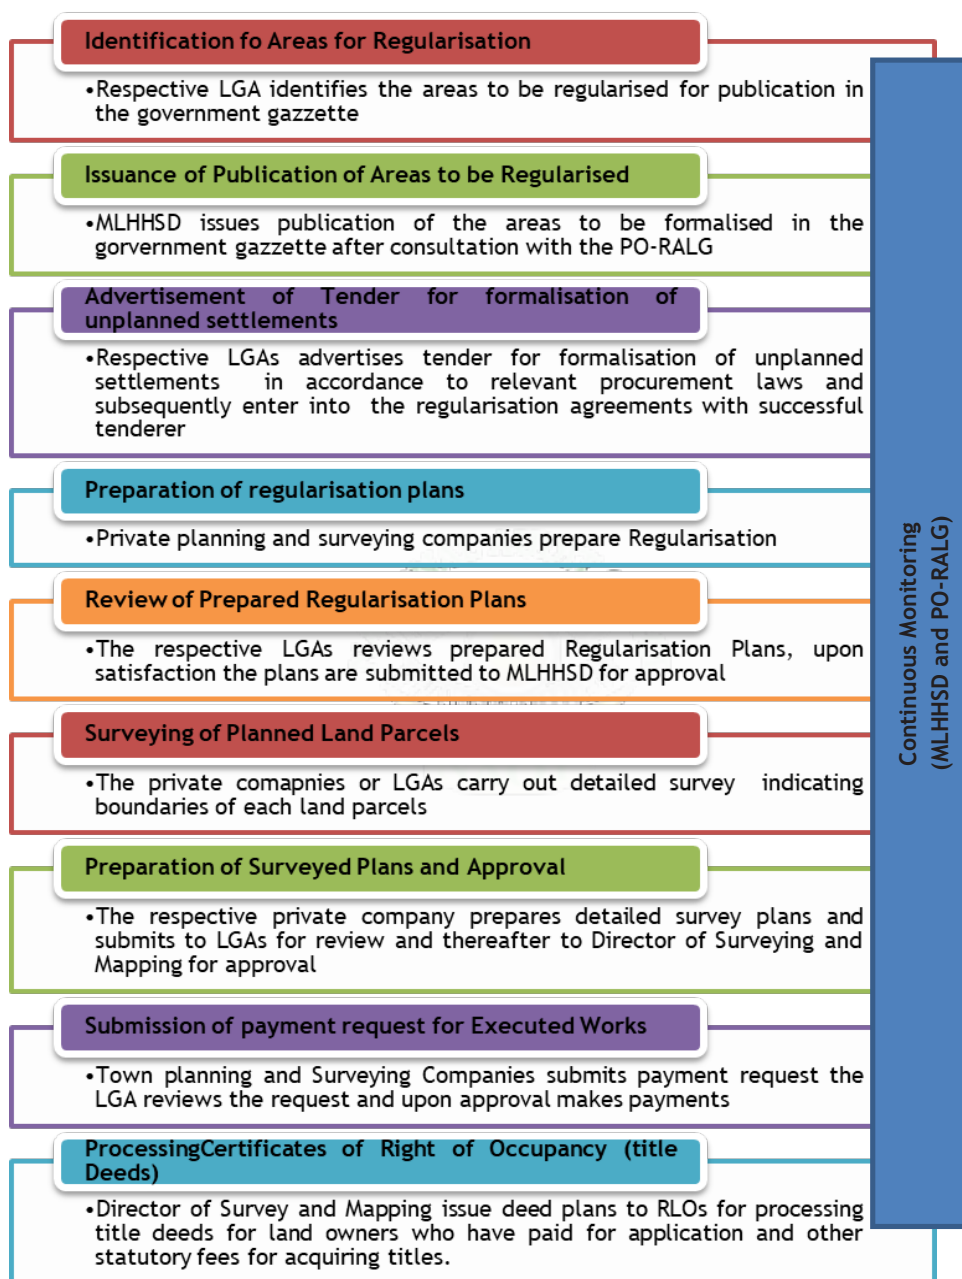 Identification fo Areas for Regularisation
•Respective LGA identifies the areas to be regularised for publication in
the government gazzette
Issuance of Publication of Areas to be Regularised
•MLHHSD issues publication of the areas to be formalised in the
gorvernment gazzette after consultation with the PO-RALG
Advertisement of Tender for formalisation of
unplanned settlements
•Respective LGAs advertises tender for formalisation of unplanned
settlements in accordance to relevant procurement laws and
subsequently enter into the regularisation agreements with successful
tenderer
Preparation of regularisation plans
•Private planning and surveying companies prepare Regularisation
Review of Prepared Regularisation Plans
•The respective LGAs reviews prepared Regularisation Plans, upon
satisfaction the plans are submitted to MLHHSD for approval
Surveying of Planned Land Parcels
•The private comapnies or LGAs carry out detailed survey indicating
boundaries of each land parcels
Preparation of Surveyed Plans and Approval
•The respective private company prepares detailed survey plans and
submits to LGAs for review and thereafter to Director of Surveying and
Mapping for approval
Submission of payment request for Executed Works
•Town planning and Surveying Companies submits payment request the
LGA reviews the request and upon approval makes payments
ProcessingCertificates of Right of Occupancy (title
Deeds)
•Director of Survey and Mapping issue deed plans to RLOs for processing
title deeds for land owners who have paid for application and other
statutory fees for acquiring titles.
Continuous Monitoring
(MLHHSD and PO-RALG)